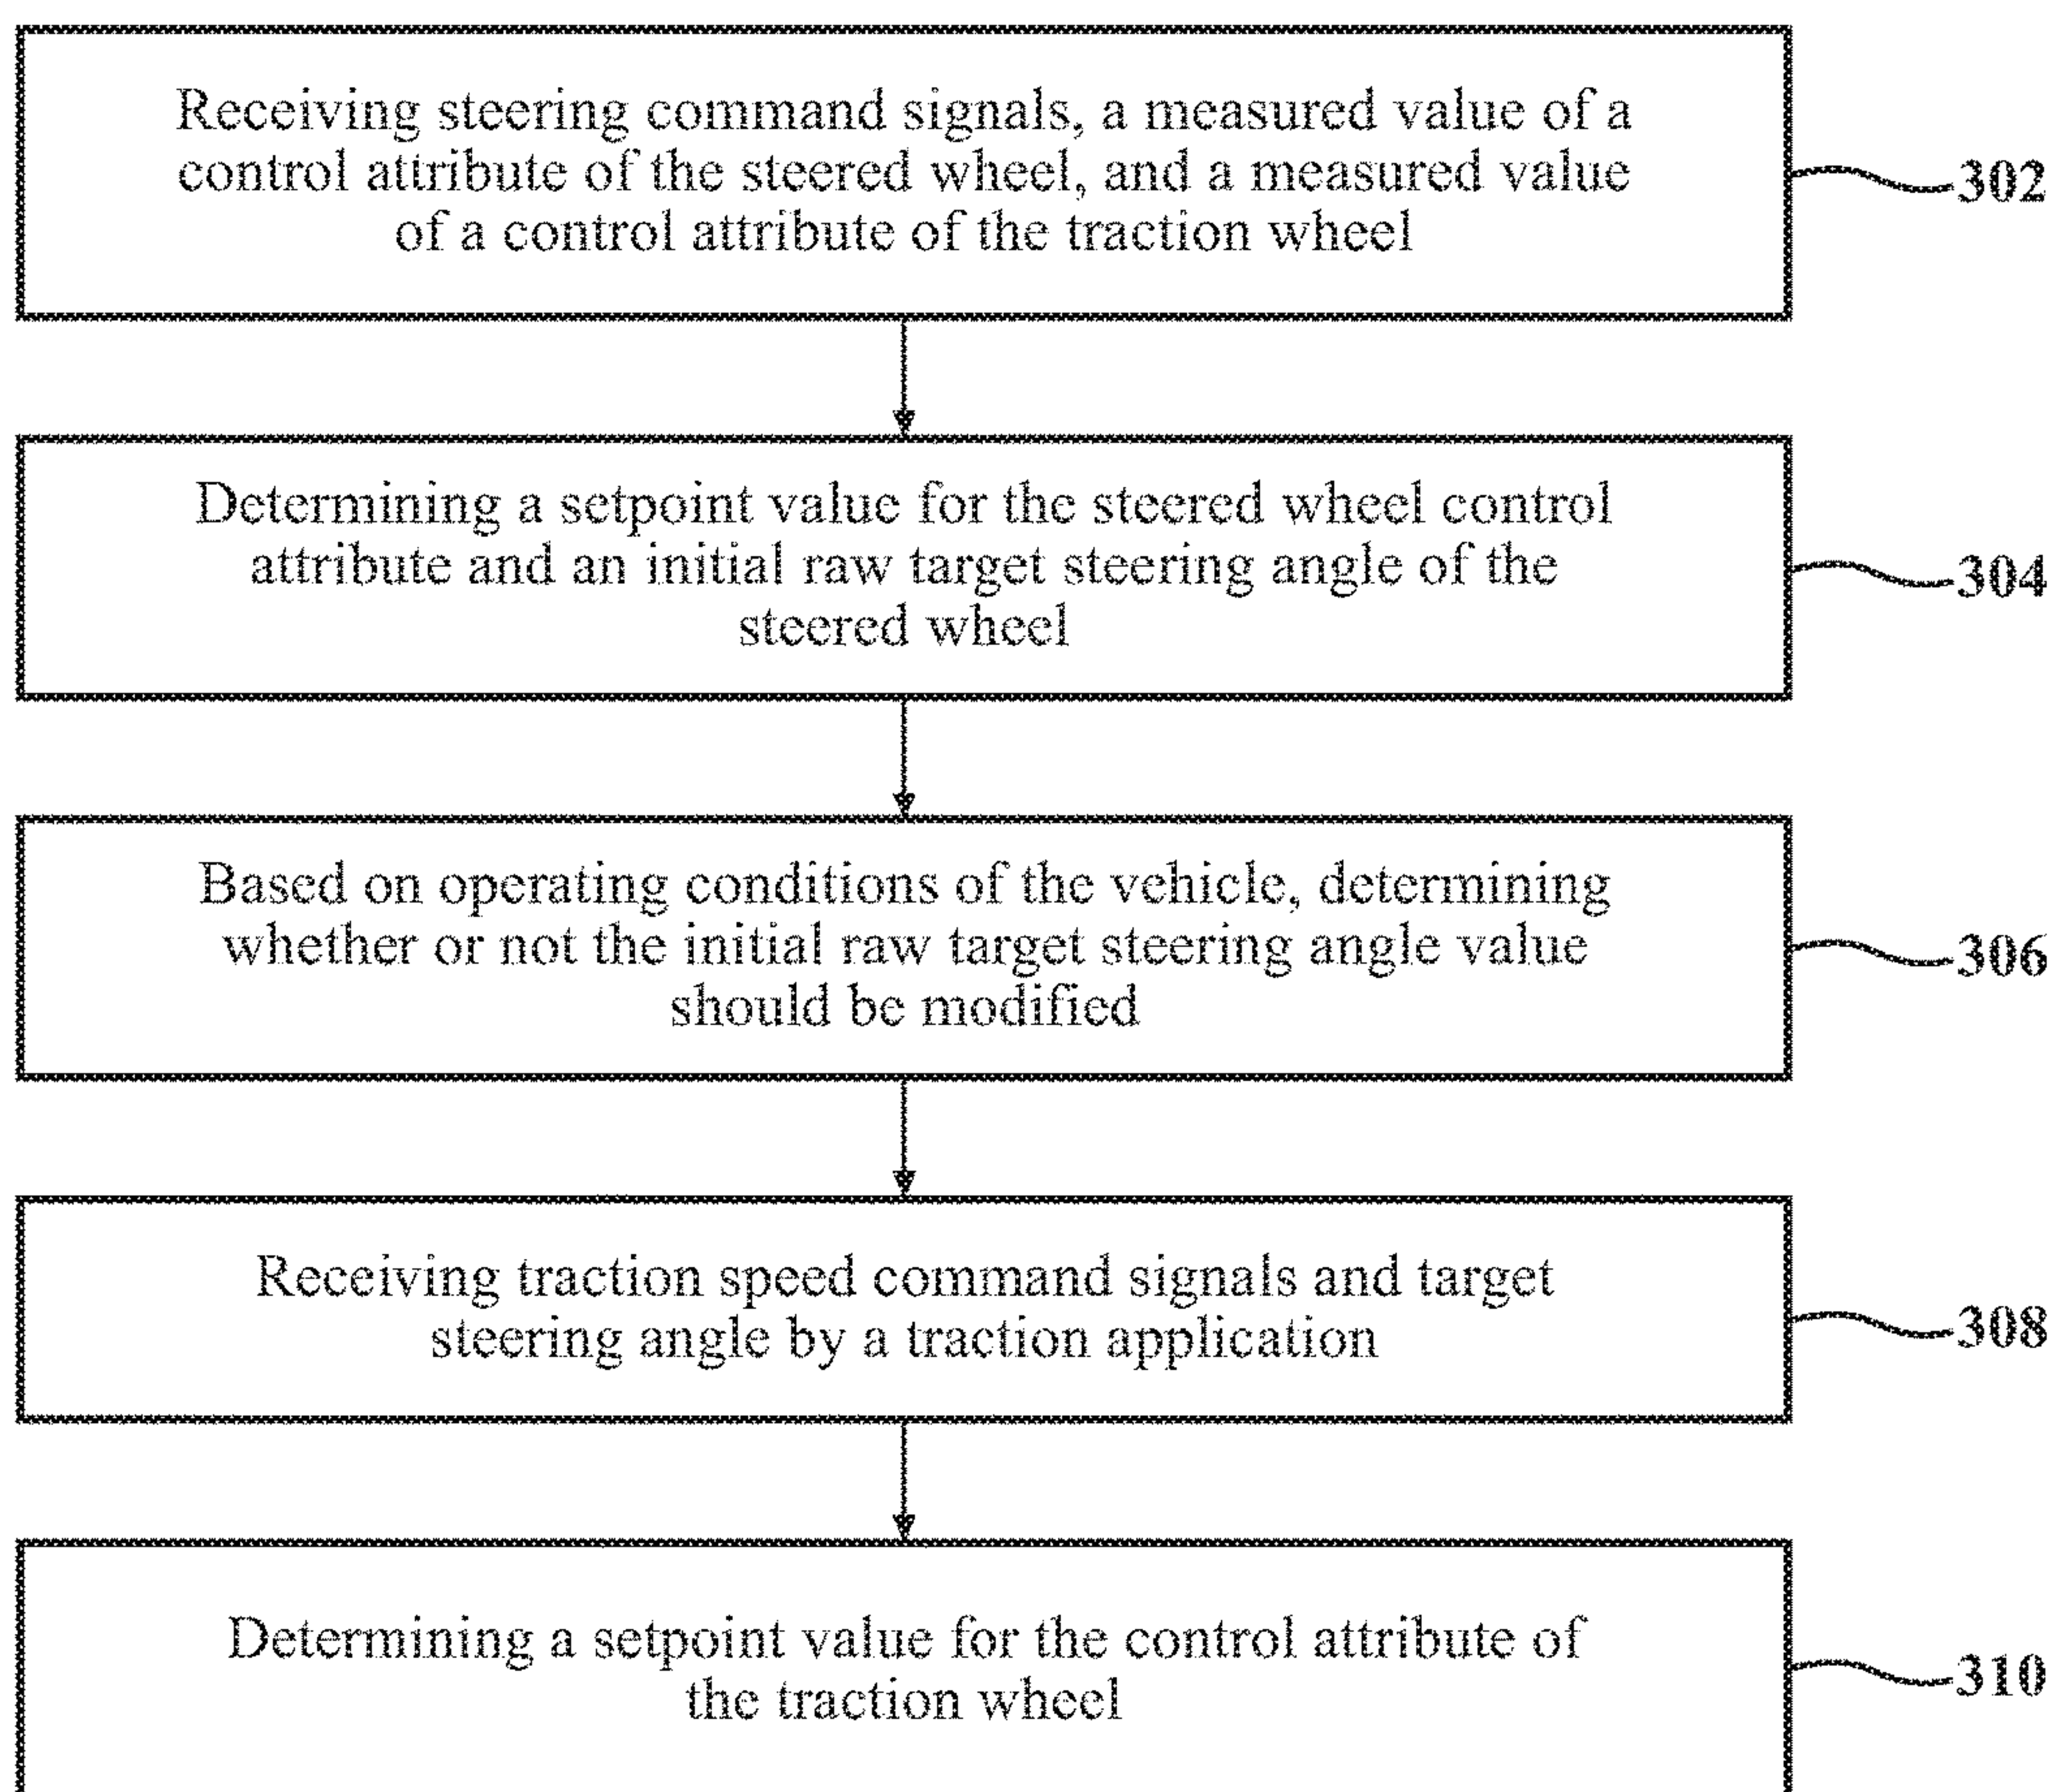 Receiving steering command signals, a measured value of a
control attribute of the steered wheel, and a measured value
of a control attribute of the traction wheel
302
Determining a setpoint value for the steered wheel control
attribute and an initial raw target steering angle of the
steered wheel
304
Based on operating conditions of the vehicle, determining
whether or not the initial raw target steering angle value
should be modified
306
Receiving traction speed command signals and target
steering angle by a traction application
308
Determining a setpoint value for the control attribute of
the traction wheel
310